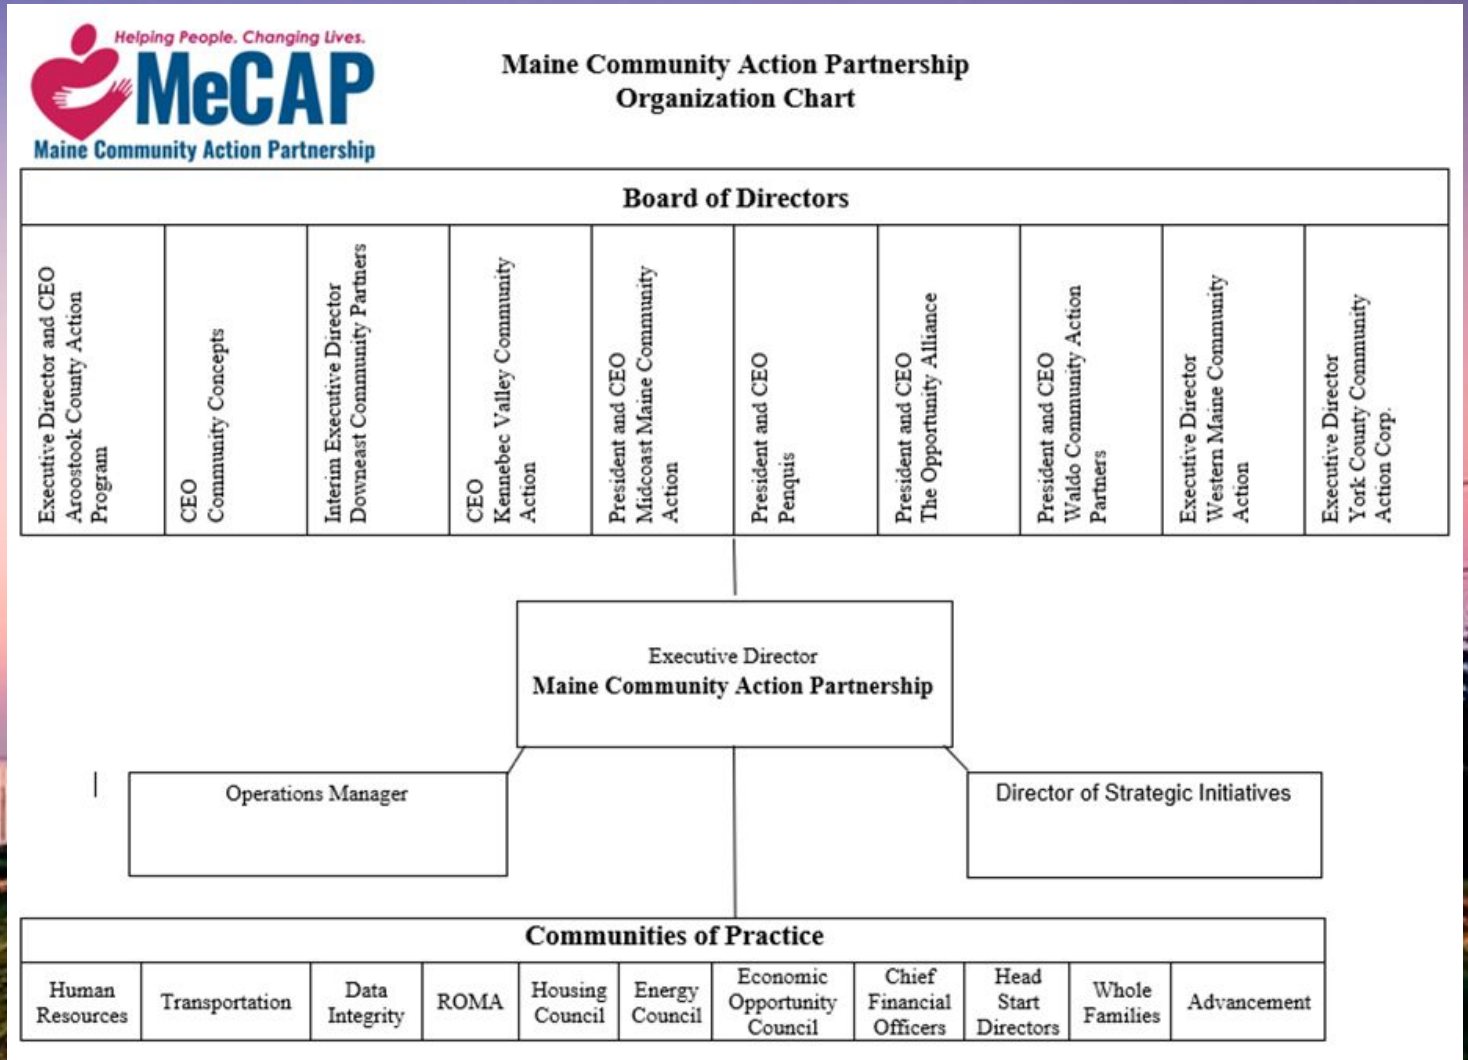 Helping People. Changing Lives.
MeCAP
Maine Community Action Partnership
Maine Community Action Partnership
Organization Chart
Board of Directors
Executive Director and CEO
Aroostook County Action
Program
CEO
Community Concepts
Interim Executive Director
Downeast Community Partners
CEO
Kennebec Valley Community
Action
President and CEO
Midcoast Maine Community
Action
President and CEO
Penquis
President and CEO
The Opportunity Alliance
President and CEO
Waldo Community Action
Partners
Executive Director
Western Maine Community
Action
Executive Director
York County Community
Action Corp.
Executive Director
Maine Community Action Partnership
Operations Manager
Director of Strategic Initiatives
Communities of Practice
Human
Resources
Transportation
Data
Integrity
ROMA
Housing
Council
Energy
Council
Economic
Opportunity
Council
Chief
Financial
Officers
Head
Start
Directors
Whole
Families
Advancement